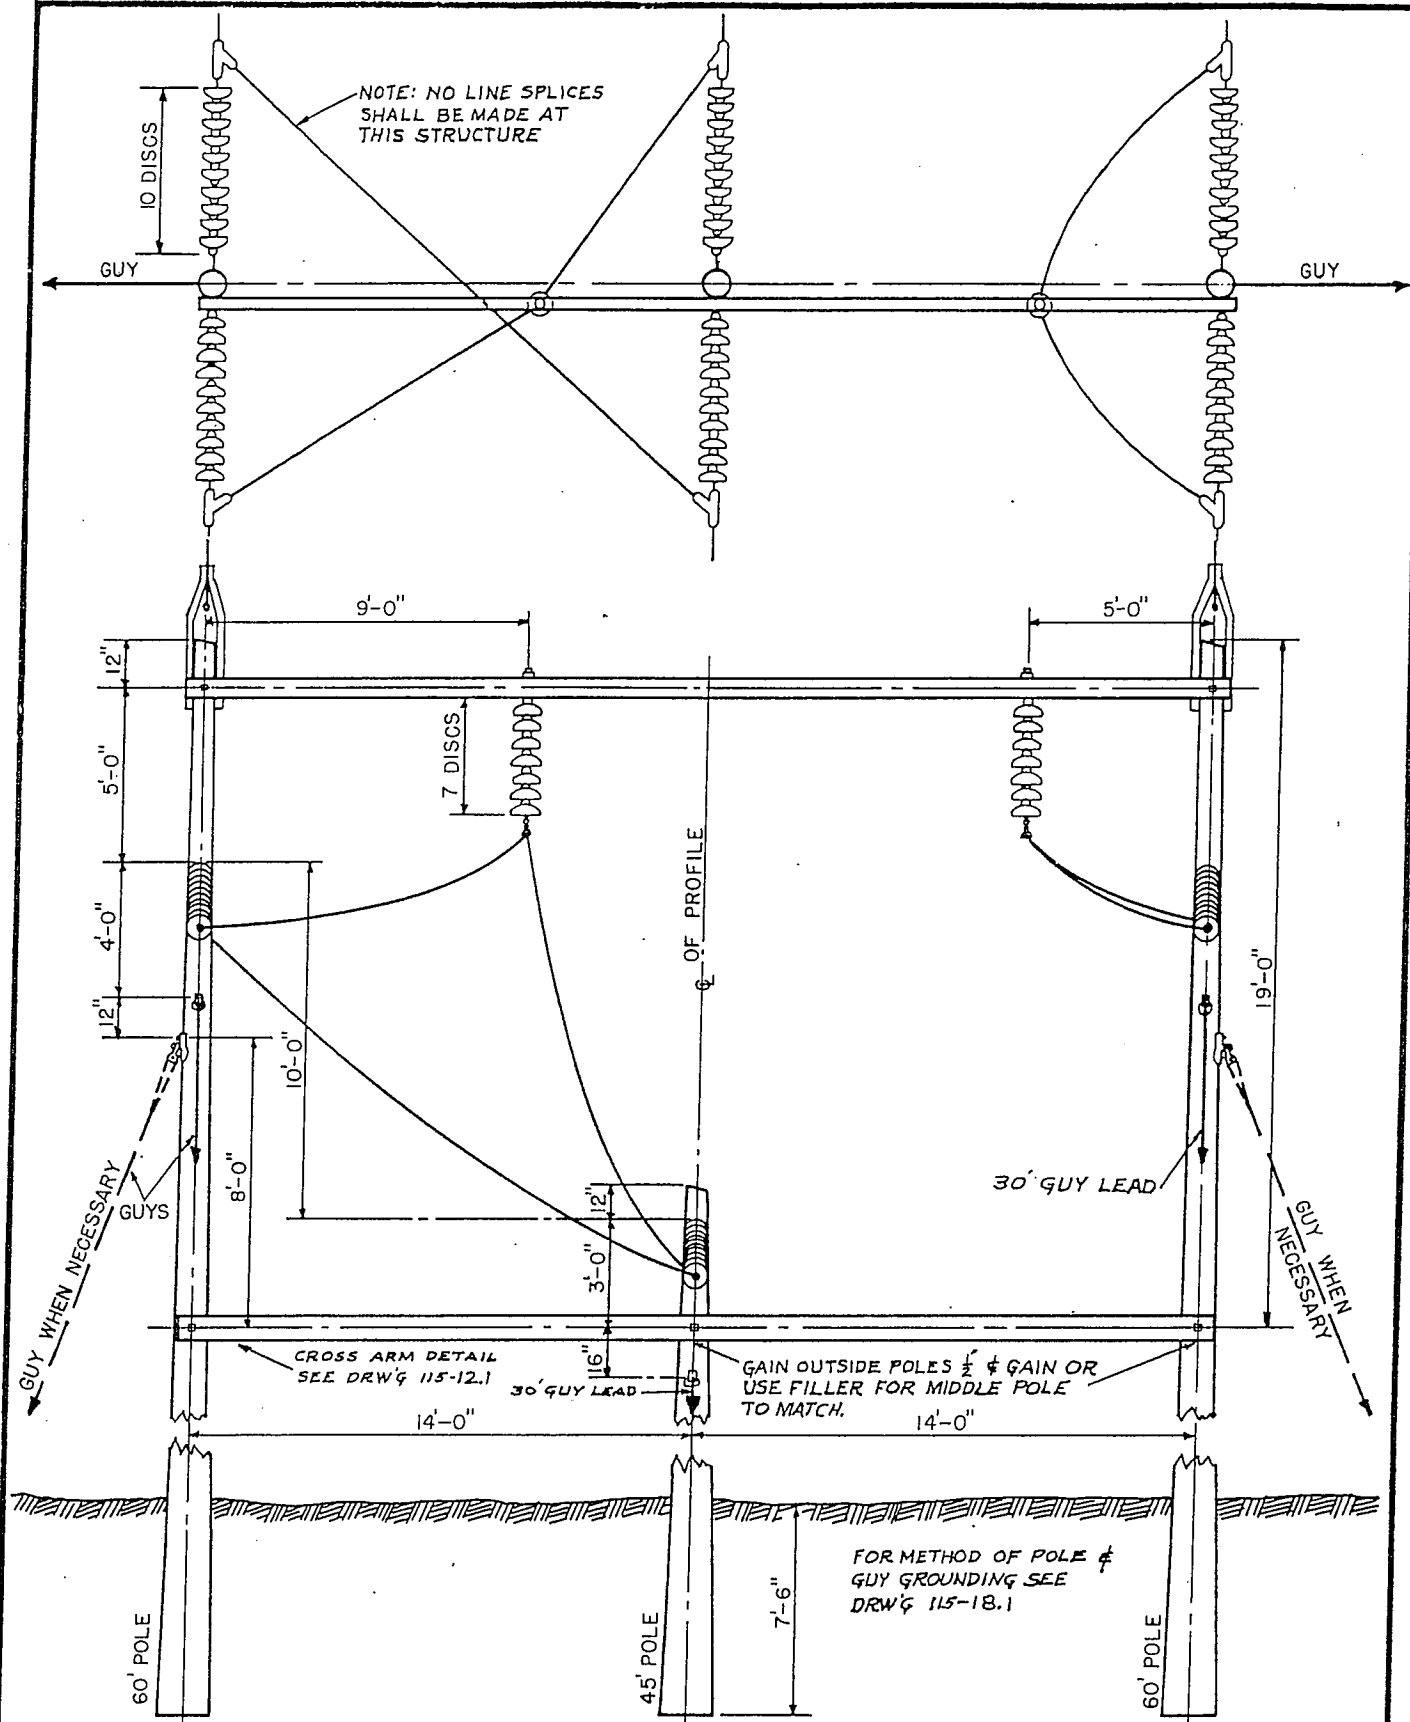 NOTE: NO LINE SPLICES
SHALL BE MADE AT
THIS STRUCTURE
10 DISCS
GUY
GUY
9'-0"
5'-0"
12"
5'-0"
7 DISCS
4'-0"
12"
10'-0"
OF PROFILE
19'-0"
8'-0"
GUYS
GUY WHEN NECESSARY
12"
3'-0"
16"
30' GUY LEAD
GUY WHEN
NECESSARY
CROSS ARM DETAIL
SEE DRW'G 115-12.1
30' GUY LEAD
GAIN OUTSIDE POLES ½" & GAIN OR
USE FILLER FOR MIDDLE POLE
TO MATCH.
14'-0"
14'-0"
FOR METHOD OF POLE &
GUY GROUNDING SEE
DRW'G 115-18.1
7'-6"
60' POLE
45' POLE
60' POLE